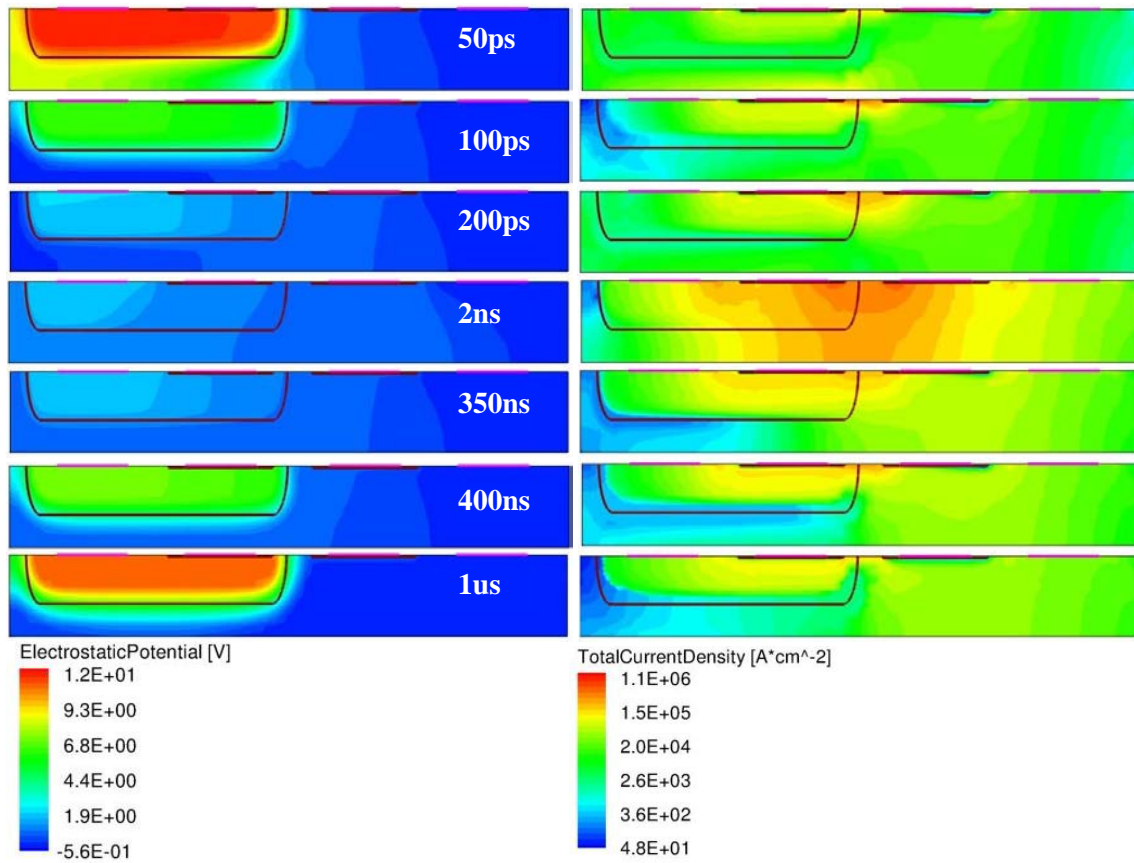 50ps
100ps
200ps
2ns
350ns
400ns
1us
ElectrostaticPotential [V]
1.2E+01
9.3E+00
6.8E+00
4.4E+00
1.9E+00
-5.6E-01
TotalCurrentDensity [A*cm^-2]
1.1E+06
1.5E+05
2.0E+04
2.6E+03
3.6E+02
4.8E+01